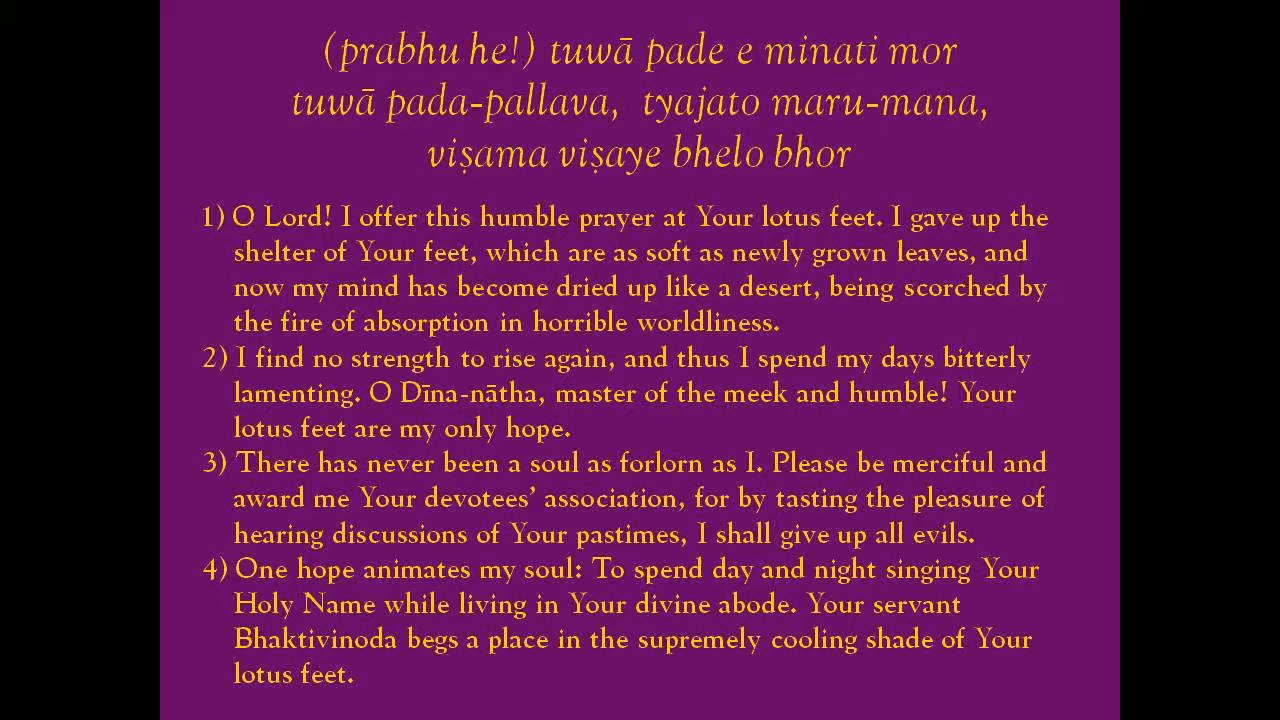 (prabhu he!) tuwā pade e minati mor
tuwā pada-pallava, tyajato maru-mana,
viṣama viṣaye bhelo bhor
1) O Lord! I offer this humble prayer at Your lotus feet. I gave up the
shelter of Your feet, which are as soft as newly grown leaves, and
now my mind has become dried up like a desert, being scorched by
the fire of absorption in horrible worldliness.
2) I find no strength to rise again, and thus I spend my days bitterly
lamenting. O Dīna-nātha, master of the meek and humble! Your
lotus feet are my only hope.
3) There has never been a soul as forlorn as I. Please be merciful and
award me Your devotees’ association, for by tasting the pleasure of
hearing discussions of Your pastimes, I shall give up all evils.
4) One hope animates my soul: To spend day and night singing Your
Holy Name while living in Your divine abode. Your servant
Bhaktivinoda begs a place in the supremely cooling shade of Your
lotus feet.